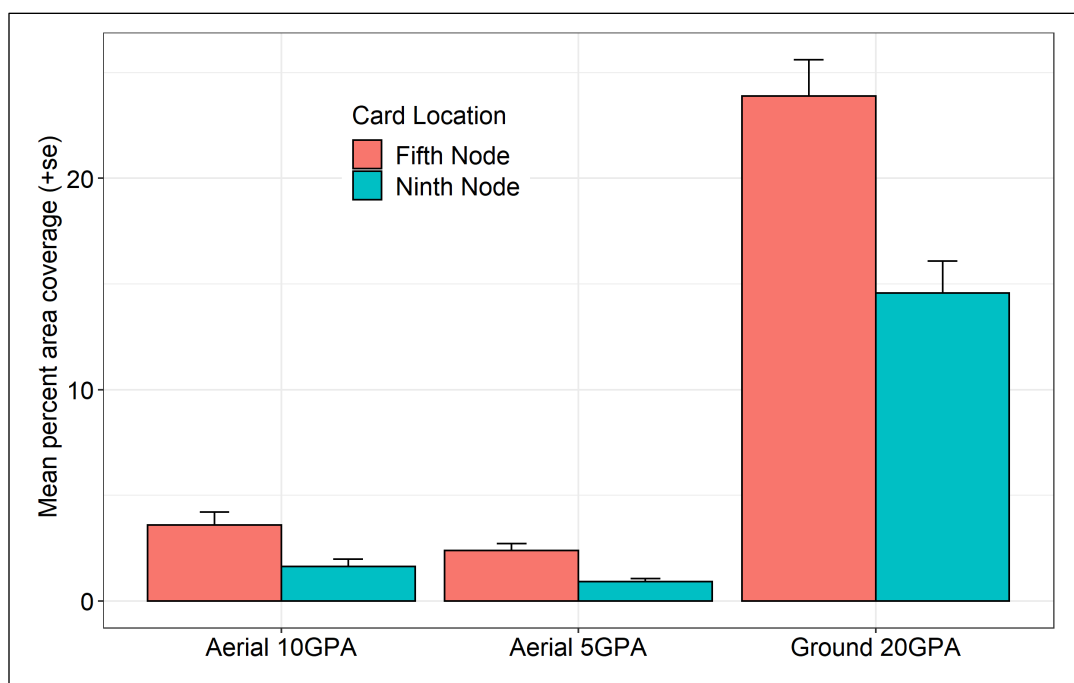 Mean percent area coverage (+se)
20
10
0
Card Location
Fifth Node
Ninth Node
Aerial 10GPA
Aerial 5GPA
Ground 20GPA